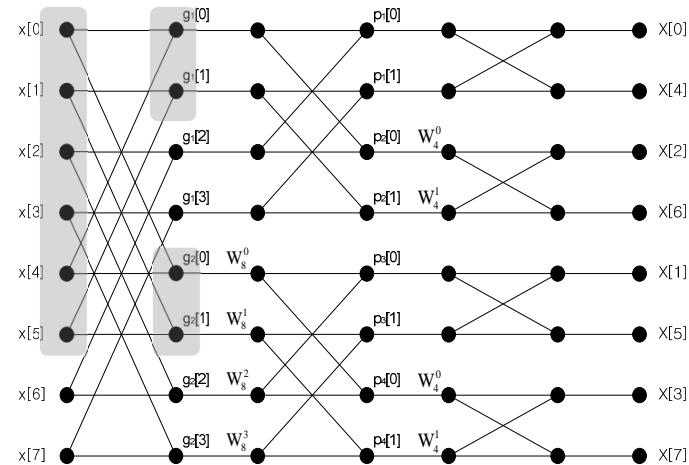 x[0] g₁[0] p₁[0] X[0]
x[1] g₁[1] p₁[1] X[4]
x[2] g₁[2] p₂[0] W₄⁰ X[2]
x[3] g₁[3] p₂[1] W₄¹ X[6]
x[4] g₂[0] W₈⁰ p₃[0] X[1]
x[5] g₂[1] W₈¹ p₃[1] X[5]
x[6] g₂[2] W₈² p₄[0] W₄⁰ X[3]
x[7] g₂[3] W₈³ p₄[1] W₄¹ X[7]